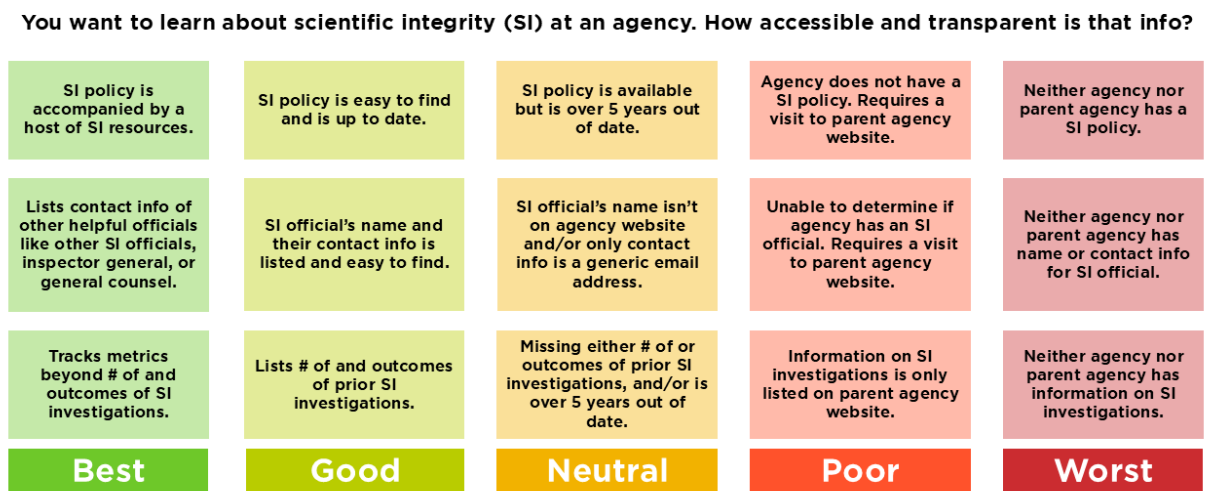 You want to learn about scientific integrity (SI) at an agency. How accessible and transparent is that info?
SI policy is
accompanied by a
host of SI resources.
SI policy is easy to find
and is up to date.
SI policy is available
but is over 5 years out
of date.
Agency does not have a
SI policy. Requires a
visit to parent agency
website.
Neither agency nor
parent agency has a
SI policy.
Lists contact info of
other helpful officials
like other SI officials,
inspector general, or
general counsel.
SI official’s name and
their contact info is
listed and easy to find.
SI official’s name isn’t
on agency website
and/or only contact
info is a generic email
address.
Unable to determine if
agency has an SI
official. Requires a visit
to parent agency
website.
Neither agency nor
parent agency has
name or contact info
for SI official.
Tracks metrics
beyond # of and
outcomes of SI
investigations.
Lists # of and outcomes
of prior SI
investigations.
Missing either # of or
outcomes of prior SI
investigations, and/or is
over 5 years out of
date.
Information on SI
investigations is only
listed on parent agency
website.
Neither agency nor
parent agency has
information on SI
investigations.
Best
Good
Neutral
Poor
Worst